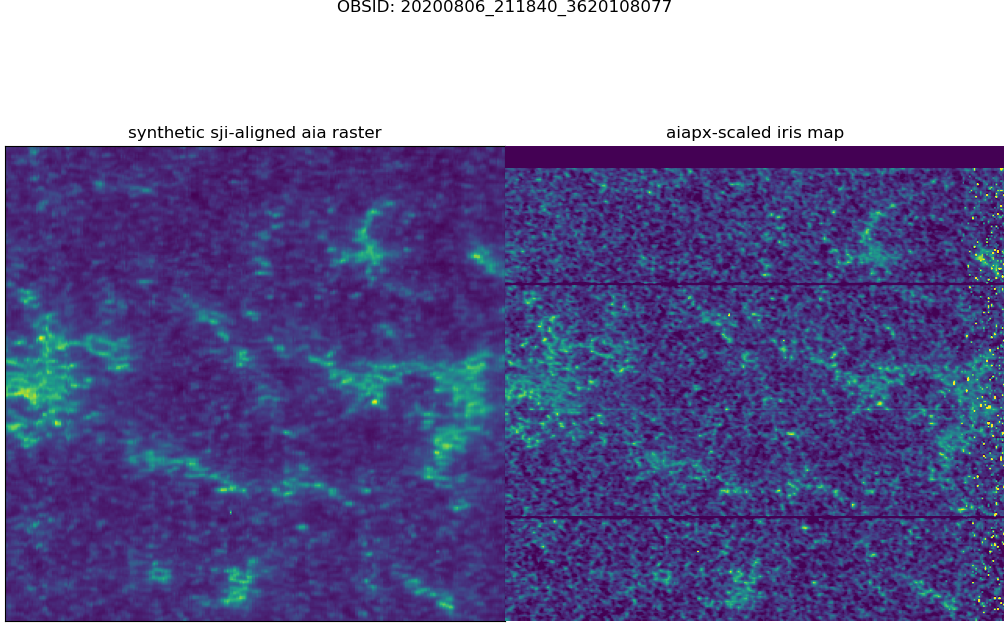 OBSID: 20200806_211840_3620108077
synthetic sji-aligned aia raster
aiapx-scaled iris map